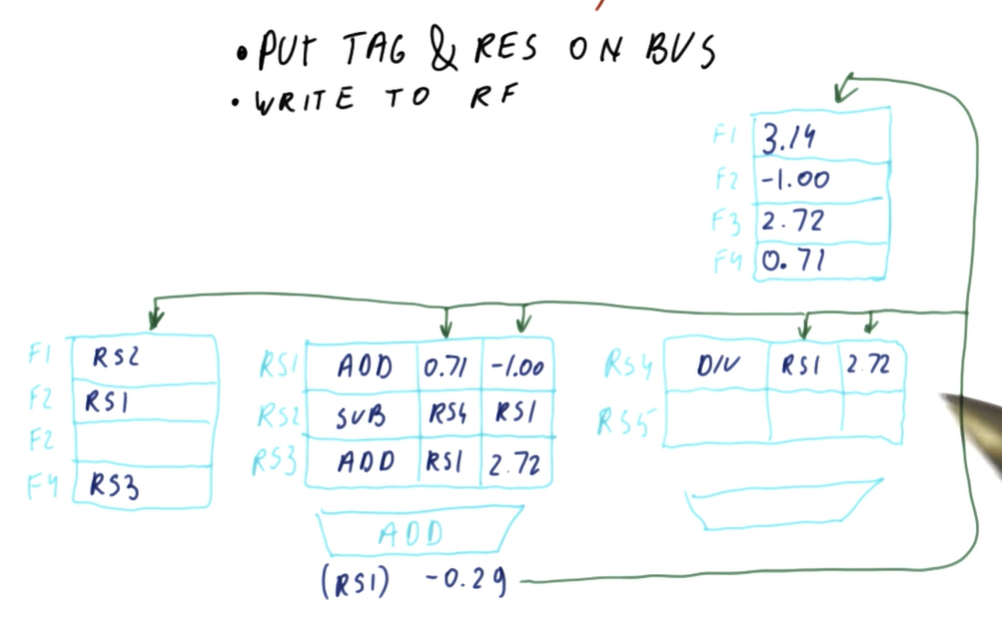 • PUT TAG & RES ON BUS
• WRITE TO RF
F1 3.14
F2 -1.00
F3 2.72
F4 0.71
F1 RS2
F2 RS1
F2
F4 RS3
RS1 ADD 0.71 -1.00
RS2 SUB RS4 RS1
RS3 ADD RS1 2.72
RS4 DIV RS1 2.72
RS5
ADD
(RS1) -0.29